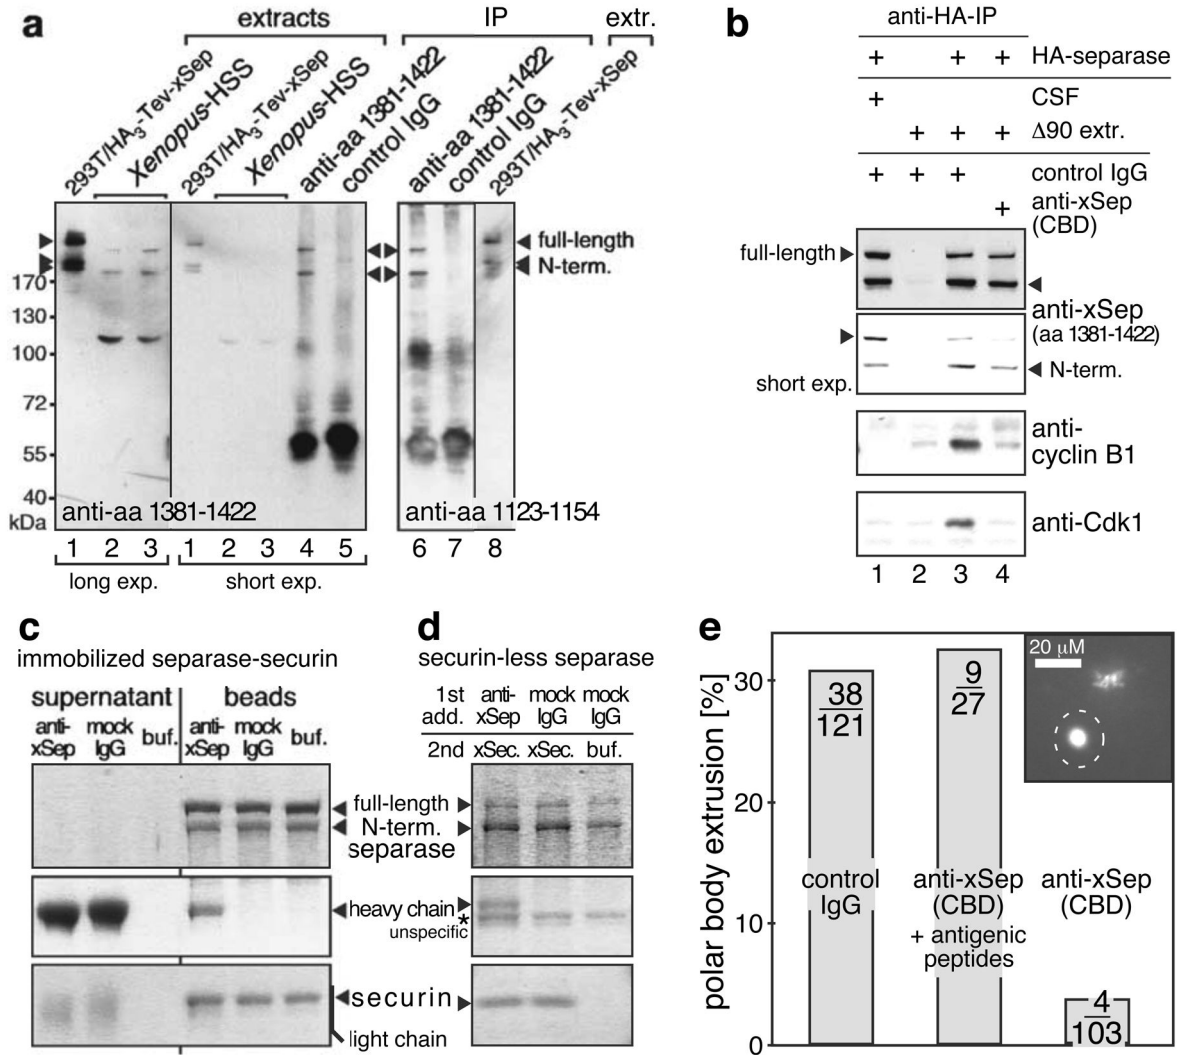 a
extracts
IP
extr.
293T/HA3-Tev-xSep
Xenopus-HSS
293T/HA3-Tev-xSep
Xenopus-HSS
anti-aa 1381-1422
control IgG
anti-aa 1381-1422
control IgG
293T/HA3-Tev-xSep
full-length
N-term.
170
130
100
72
55
40
kDa
anti-aa 1381-1422
anti-aa 1123-1154
1 2 3 1 2 3 4 5 6 7 8
long exp.
short exp.
b
anti-HA-IP
+ + + HA-separase
+ CSF
+ + + Δ90 extr.
+ + + control IgG
+ anti-xSep
(CBD)
full-length
anti-xSep
(aa 1381-1422)
N-term.
short exp.
anti-
cyclin B1
anti-Cdk1
1 2 3 4
c
immobilized separase-securin
supernatant beads
anti-
xSep
mock
IgG
buf.
anti-
xSep
mock
IgG
buf.
full-length
N-term.
separase
heavy chain
*
unspecific
securin
light chain
d
securin-less separase
1st
add.
anti-
xSep
mock
IgG
mock
IgG
2nd xSec. xSec. buf.
e
polar body extrusion [%]
30
20
10
0
38
121
9
27
4
103
control
IgG
anti-xSep
(CBD)
+ antigenic
peptides
anti-xSep
(CBD)
20 μM